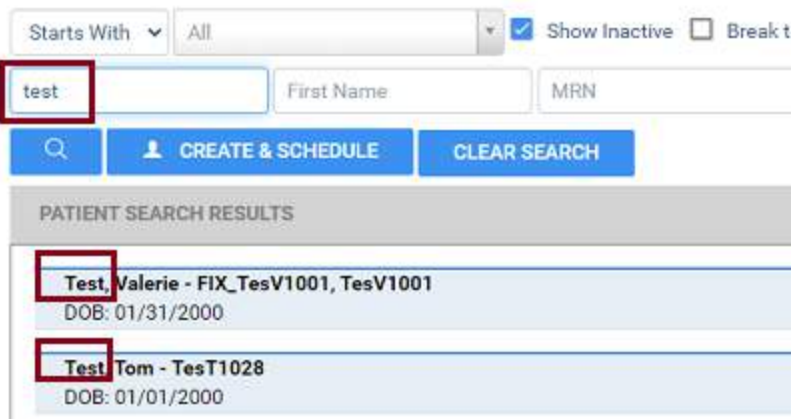 Starts With All Show Inactive Break t
test First Name MRN
CREATE & SCHEDULE CLEAR SEARCH
PATIENT SEARCH RESULTS
Test, Valerie - FIX_TesV1001, TesV1001
DOB: 01/31/2000
Test, Tom - TesT1028
DOB: 01/01/2000